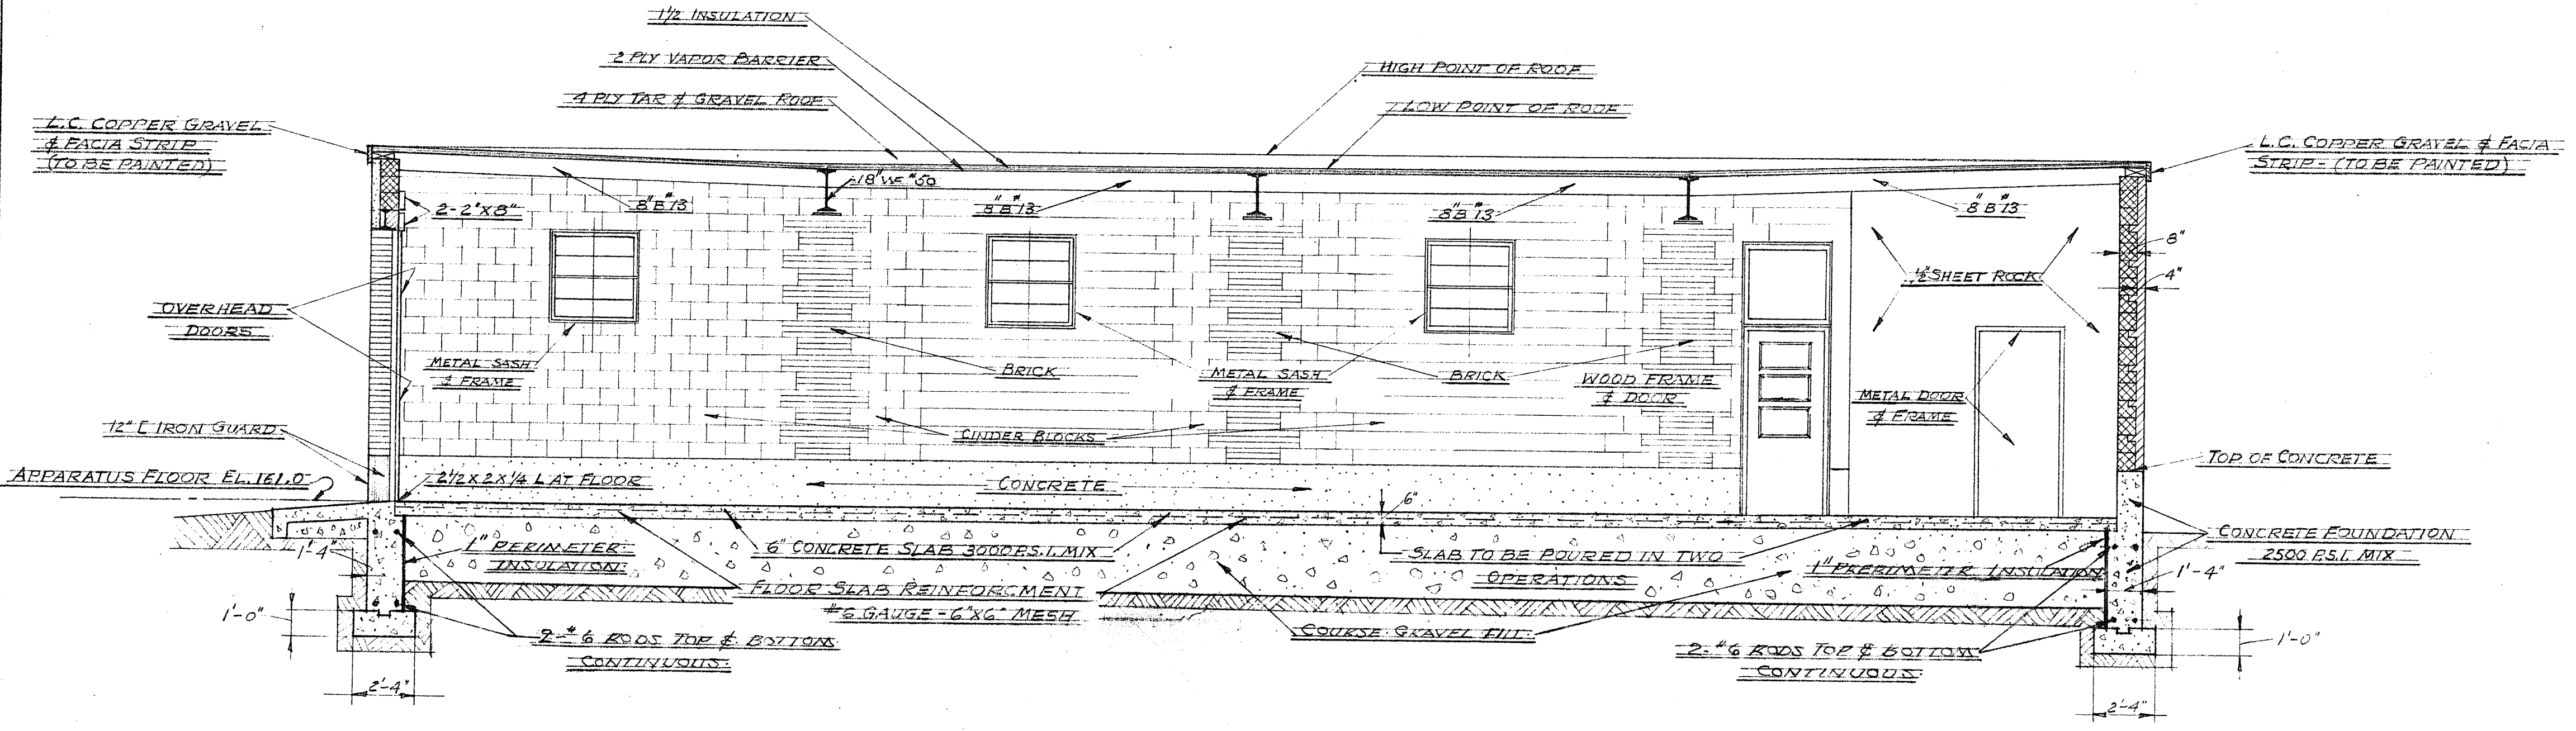 1½ INSULATION
2 PLY VAPOR BARRIER
4 PLY TAR & GRAVEL ROOF
HIGH POINT OF ROOF
LOW POINT OF ROOF
L.C. COPPER GRAVEL
& FACIA STRIP
(TO BE PAINTED)
L.C. COPPER GRAVEL & FACIA
STRIP - (TO BE PAINTED)
2-2"X8"
8"B#13
18"WF#50
8"B#13
8"B#13
8"B#13
8"
4"
½"SHEET ROCK
OVERHEAD
DOORS
METAL SASH
& FRAME
BRICK
METAL SASH
& FRAME
BRICK
WOOD FRAME
& DOOR
METAL DOOR
& FRAME
12" [ IRON GUARD
CINDER BLOCKS
TOP OF CONCRETE
APPARATUS FLOOR EL. 161.0
2½X2X¼ L AT FLOOR
CONCRETE
6"
1'-4"
1" PERIMETER
INSULATION
6" CONCRETE SLAB 3000 P.S.I. MIX
SLAB TO BE POURED IN TWO
OPERATIONS
1" PRERIMETER INSULATION
CONCRETE FOUNDATION
2500 P.S.I. MIX
1'-4"
FLOOR SLAB REINFORCMENT
#6 GAUGE - 6"X6" MESH
COURSE GRAVEL FILL
1'-0"
2-#6 RODS TOP & BOTTOM
CONTINUOUS
2-#6 RODS TOP & BOTTOM
CONTINUOUS
1'-0"
2'-4"
2'-4"